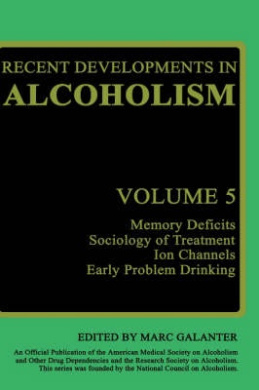 RECENT DEVELOPMENTS IN
ALCOHOLISM
VOLUME 5
Memory Deficits
Sociology of Treatment
Ion Channels
Early Problem Drinking
EDITED BY MARC GALANTER
An Official Publication of the American Medical Society on Alcoholism
and Other Drug Dependencies and the Research Society on Alcoholism.
This series was founded by the National Council on Alcoholism.